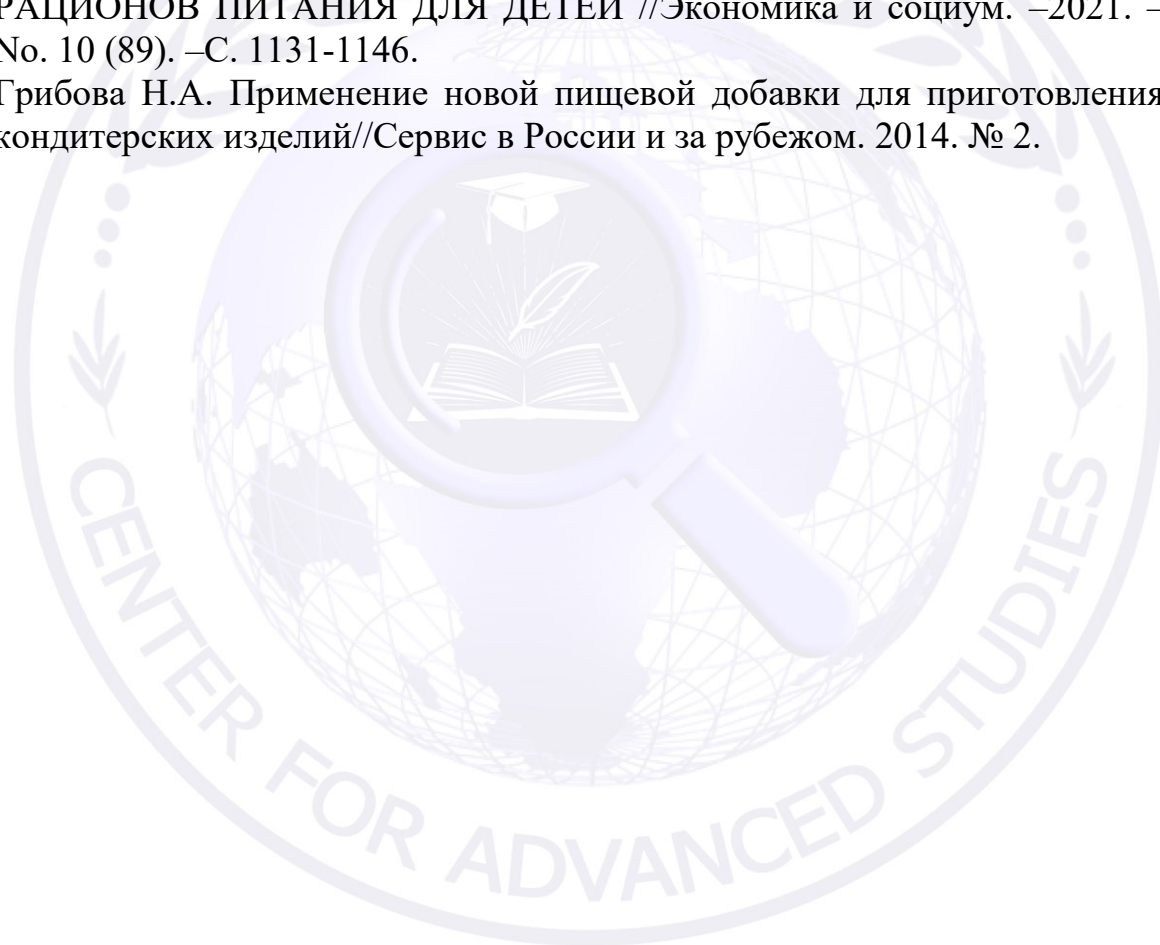 РАЦИОНОВ ПИТАНИЯ ДЛЯ ДЕТЕЙ //Экономика и социум. –2021. –
No. 10 (89). –С. 1131-1146.
Грибова Н.А. Применение новой пищевой добавки для приготовления
кондитерских изделий//Сервис в России и за рубежом. 2014. № 2.
CENTER FOR ADVANCED STUDIES